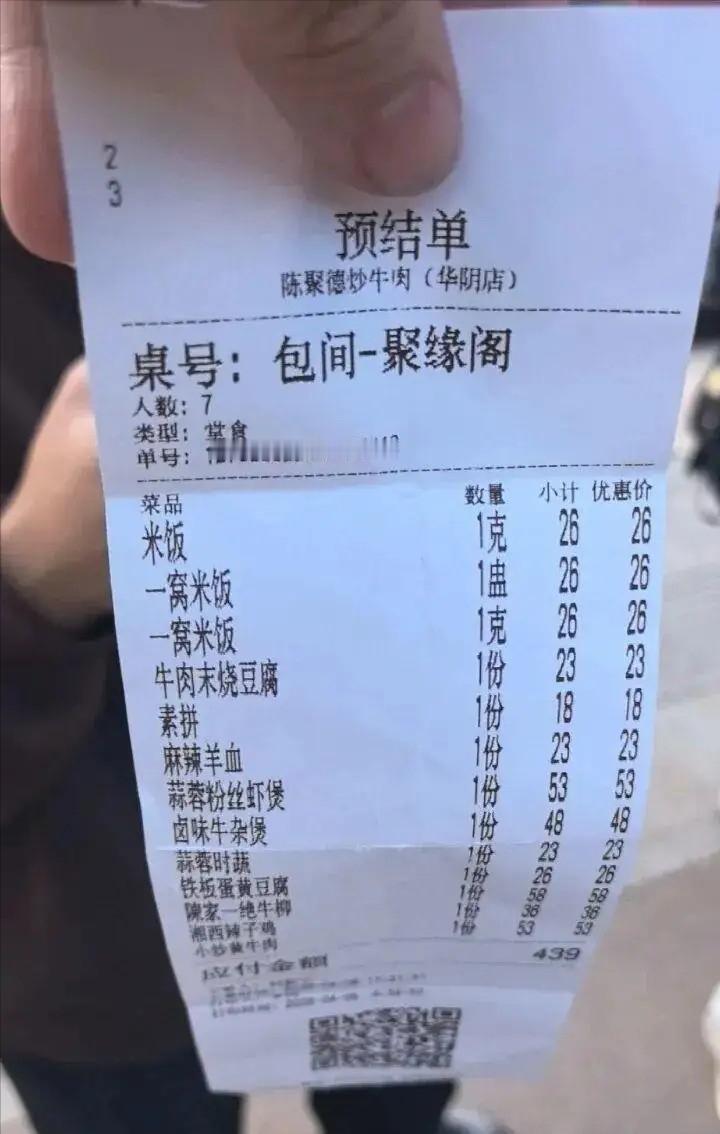 2
3
预结单
陈聚德炒牛肉（华阴店）
桌号：包间-聚缘阁
人数：7
类型：堂食
单号：
菜品 数量 小计 优惠价
米饭 1克 26 26
一窝米饭 1盅 26 26
一窝米饭 1克 26 26
牛肉末烧豆腐 1份 23 23
素拼 1份 18 18
麻辣羊血 1份 23 23
蒜蓉粉丝虾煲 1份 53 53
卤味牛杂煲 1份 48 48
蒜蓉时蔬 1份 23 23
铁板蛋黄豆腐 1份 26 26
陳家一绝牛柳 1份 58 58
湘西辣子鸡 1份 36 36
小炒黄牛肉 1份 53 53
应付金额 439